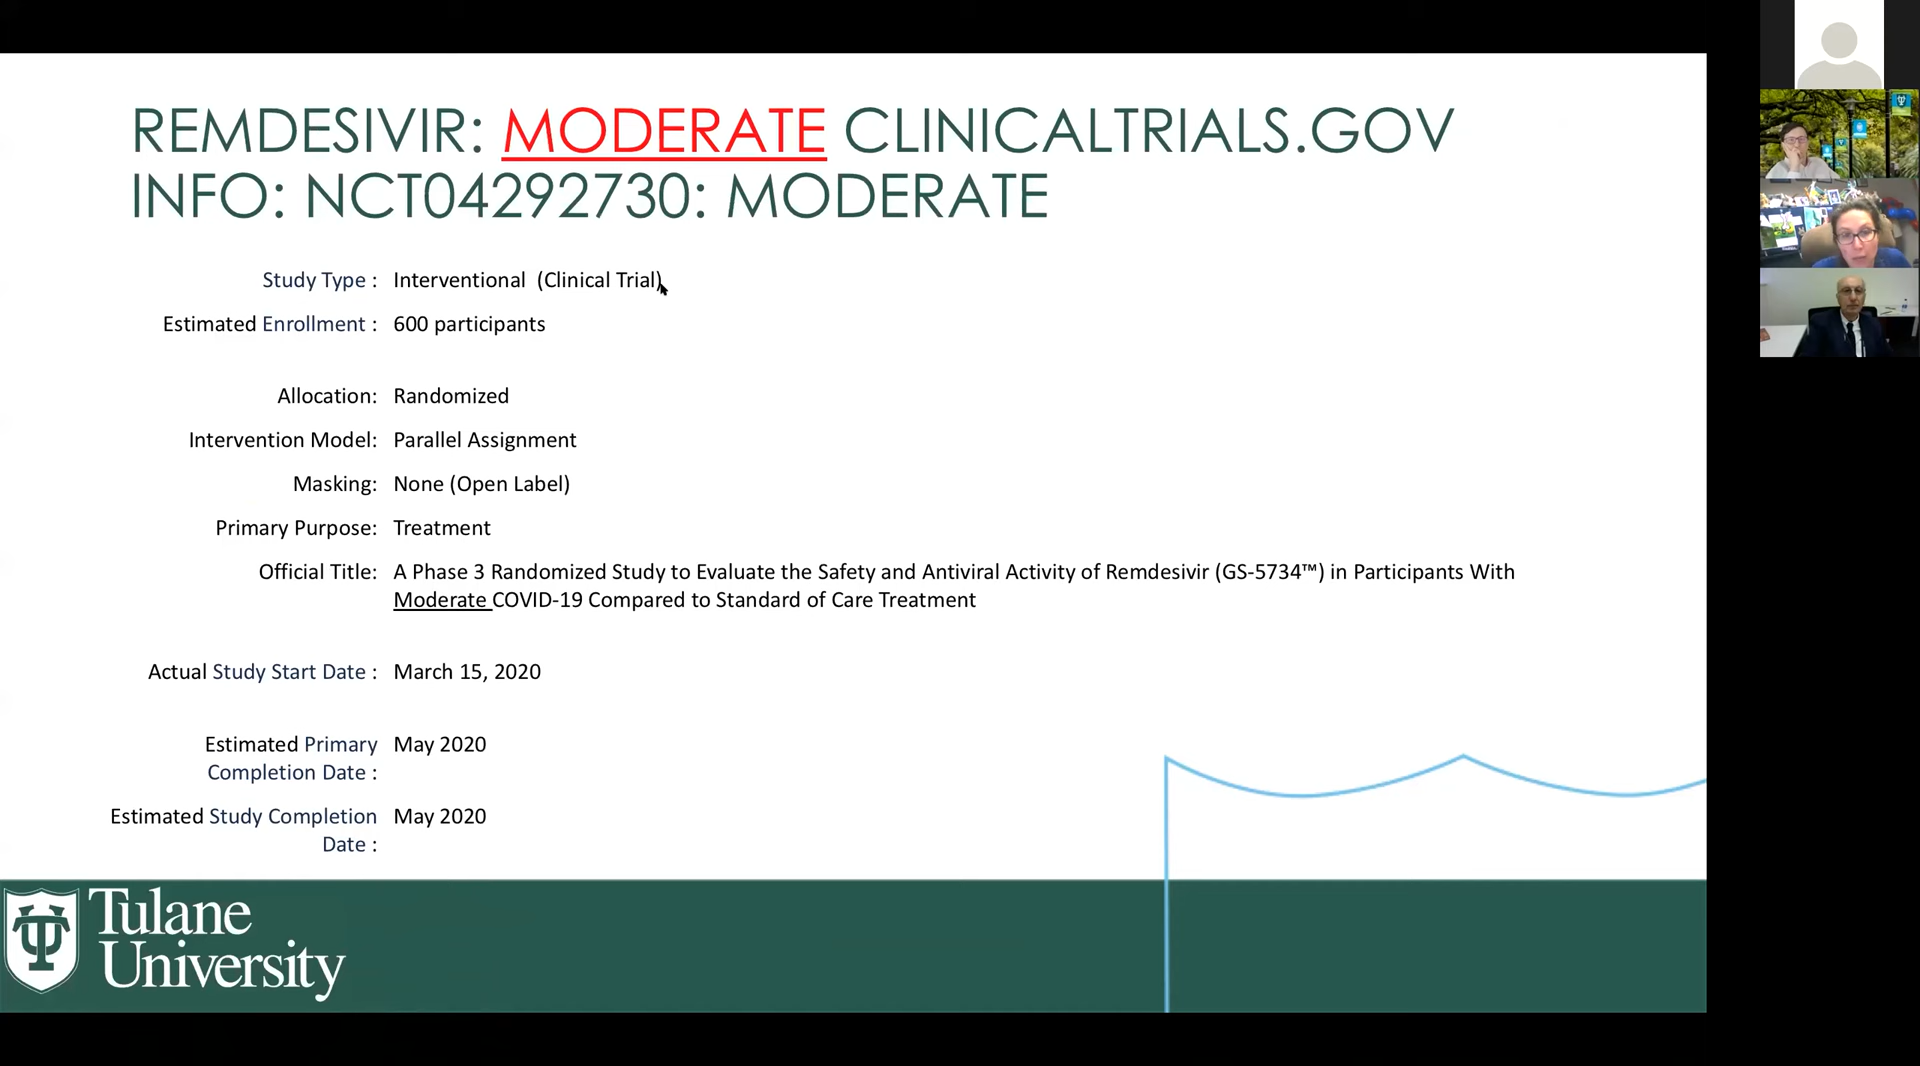 REMDESIVIR: MODERATE CLINICALTRIALS.GOV
INFO: NCT04292730: MODERATE
Study Type : Interventional (Clinical Trial)
Estimated Enrollment : 600 participants
Allocation: Randomized
Intervention Model: Parallel Assignment
Masking: None (Open Label)
Primary Purpose: Treatment
Official Title: A Phase 3 Randomized Study to Evaluate the Safety and Antiviral Activity of Remdesivir (GS-5734™) in Participants With
Moderate COVID-19 Compared to Standard of Care Treatment
Actual Study Start Date : March 15, 2020
Estimated Primary May 2020
Completion Date :
Estimated Study Completion May 2020
Date :
Tulane
University